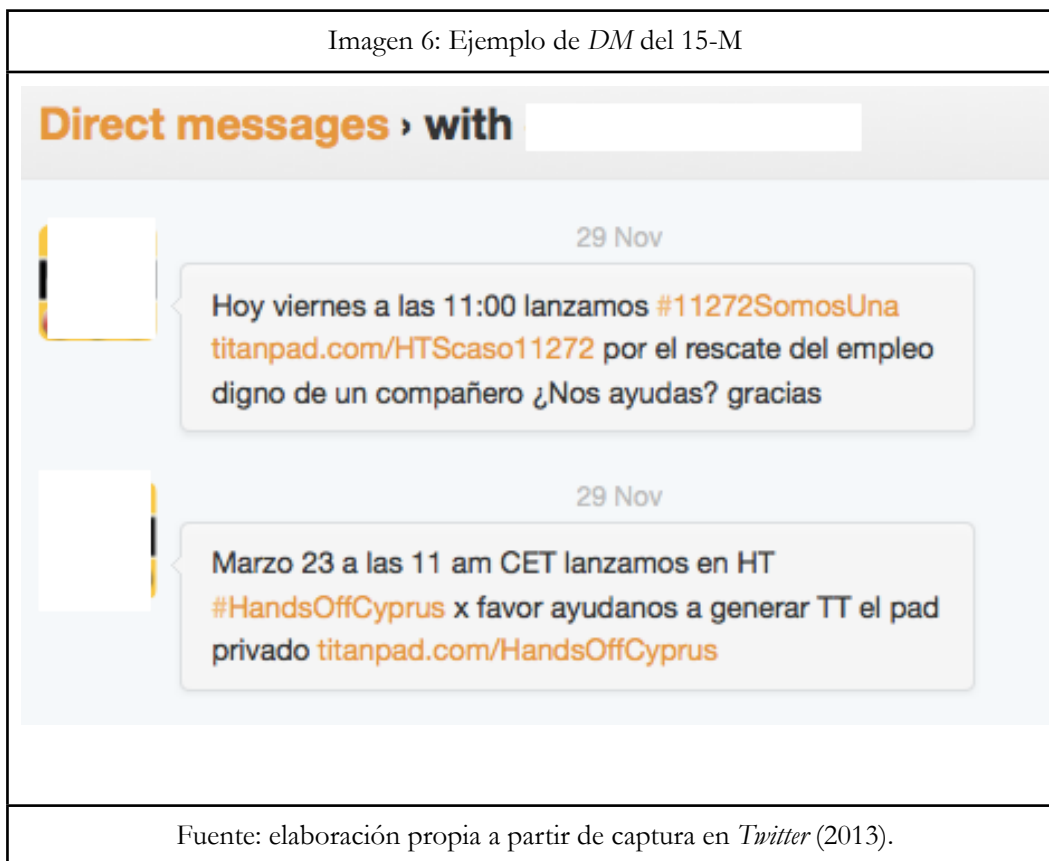 Imagen 6: Ejemplo de DM del 15-M
Direct messages › with
29 Nov
Hoy viernes a las 11:00 lanzamos #11272SomosUna
titanpad.com/HTScaso11272 por el rescate del empleo
digno de un compañero ¿Nos ayudas? gracias
29 Nov
Marzo 23 a las 11 am CET lanzamos en HT
#HandsOffCyprus x favor ayudanos a generar TT el pad
privado titanpad.com/HandsOffCyprus
Fuente: elaboración propia a partir de captura en Twitter (2013).